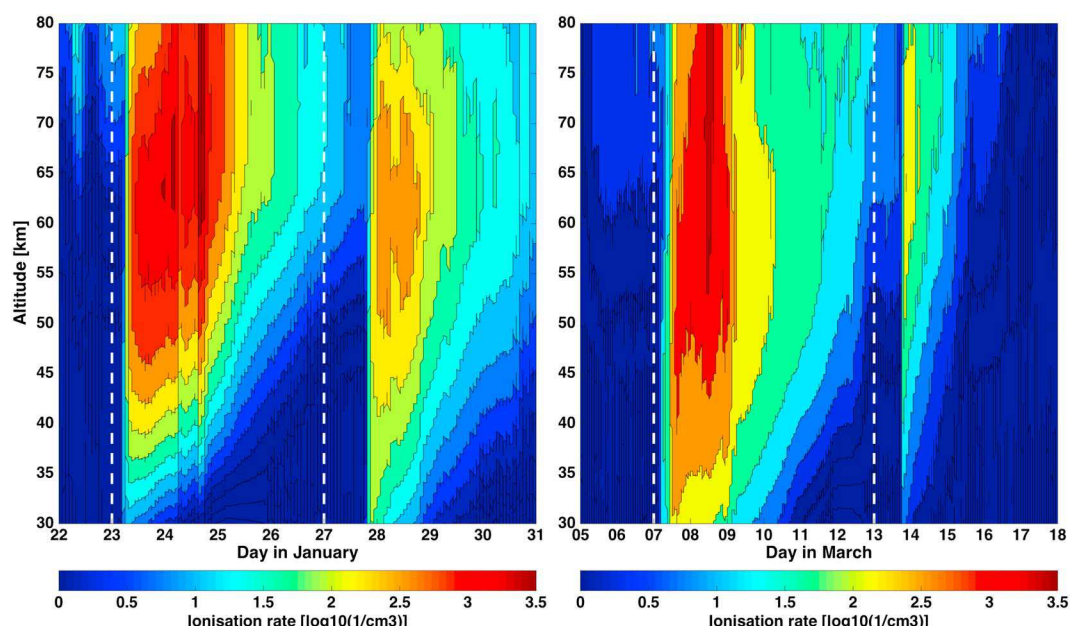 80
75
70
65
60
55
50
45
40
35
30
Altitude [km]
22 23 24 25 26 27 28 29 30 31
Day in January
0 0.5 1 1.5 2 2.5 3 3.5
Ionisation rate [log10(1/cm3)]
80
75
70
65
60
55
50
45
40
35
30
05 06 07 08 09 10 11 12 13 14 15 16 17 18
Day in March
0 0.5 1 1.5 2 2.5 3 3.5
Ionisation rate [log10(1/cm3)]